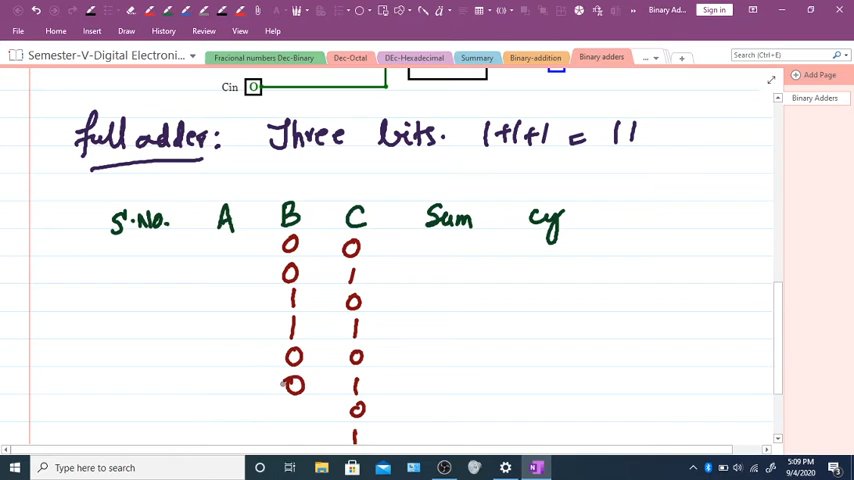 Binary Ad...
Sign in
File Home Insert Draw History Review View Help
Semester-V-Digital Electroni...
Fracional numbers Dec-Binary
Dec-Octal
DEc-Hexadecimal
Summary
Binary-addition
Binary adders
Search (Ctrl+E)
Add Page
Binary Adders
Cin 0
full adder: Three bits. 1+1+1 = 11
S.No. A B C Sum cy
0 0
0 1
1 0
1 1
0 0
0 1
0
1
Type here to search
5:09 PM
9/4/2020
3